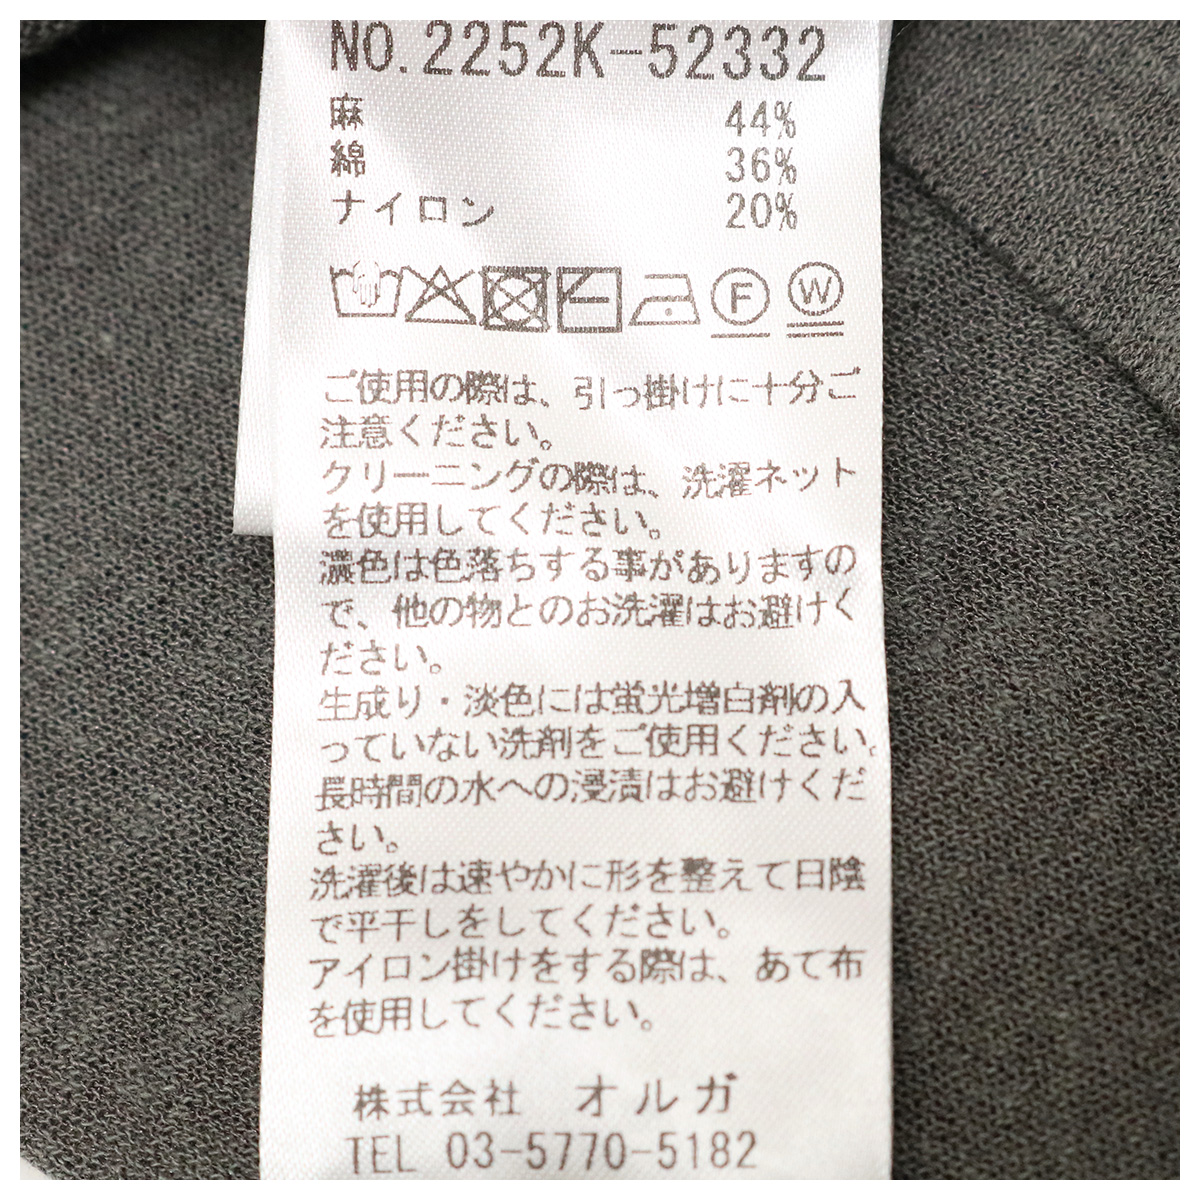 NO.2252K-52332
麻 44%
綿 36%
ナイロン 20%
F W
ご使用の際は、引っ掛けに十分ご
注意ください。
クリーニングの際は、洗濯ネット
を使用してください。
濃色は色落ちする事がありますの
で、他の物とのお洗濯はお避けく
ださい。
生成り・淡色には蛍光増白剤の入
っていない洗剤をご使用ください。
長時間の水への浸漬はお避けくだ
さい。
洗濯後は速やかに形を整えて日陰
で平干しをしてください。
アイロン掛けをする際は、あて布
を使用してください。
株式会社 オルガ
TEL 03-5770-5182